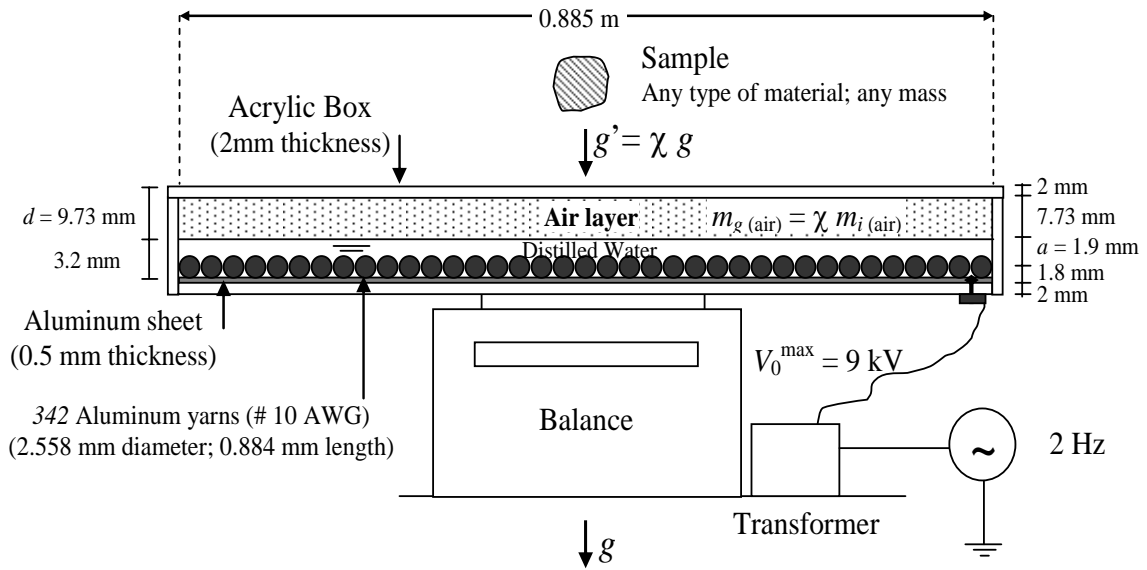 0.885 m
Sample
Any type of material; any mass
Acrylic Box
(2mm thickness)
g’ = χ g
2 mm
d = 9.73 mm
Air layer
m g (air) = χ m i (air)
7.73 mm
Distilled Water
a = 1.9 mm
3.2 mm
1.8 mm
2 mm
Aluminum sheet
(0.5 mm thickness)
V0 max = 9 kV
342 Aluminum yarns (# 10 AWG)
(2.558 mm diameter; 0.884 mm length)
Balance
~
2 Hz
Transformer
g